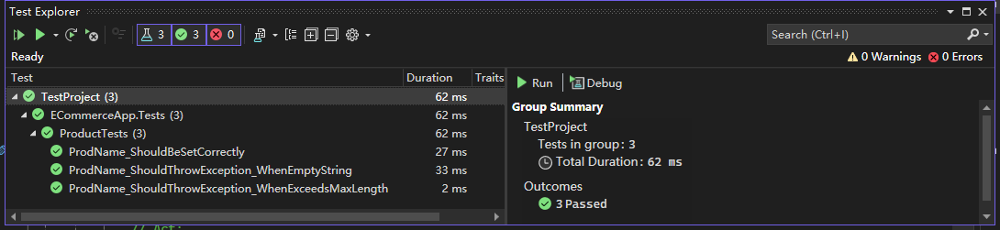 Test Explorer
3 3 0
Search (Ctrl+I)
Ready
0 Warnings 0 Errors
Test Duration Traits
TestProject (3) 62 ms
ECommerceApp.Tests (3) 62 ms
ProductTests (3) 62 ms
ProdName_ShouldBeSetCorrectly 27 ms
ProdName_ShouldThrowException_WhenEmptyString 33 ms
ProdName_ShouldThrowException_WhenExceedsMaxLength 2 ms
Run Debug
Group Summary
TestProject
Tests in group: 3
Total Duration: 62 ms
Outcomes
3 Passed